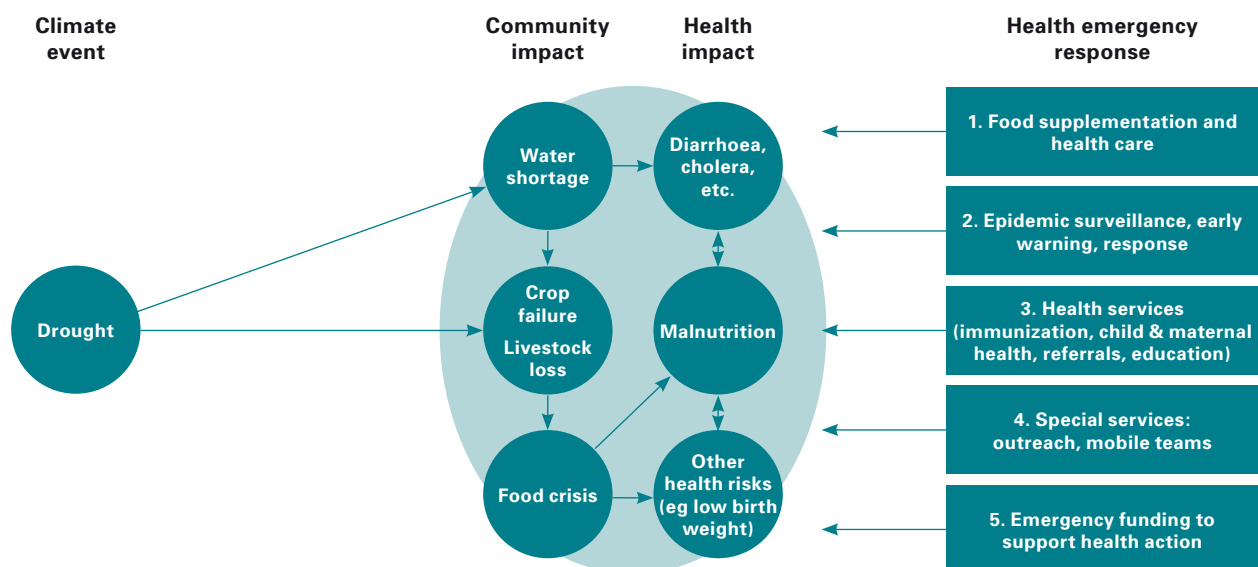 Climate
event
Community
impact
Health
impact
Health emergency
response
Drought
Water
shortage
Crop
failure
Livestock
loss
Food crisis
Diarrhoea,
cholera,
etc.
Malnutrition
Other
health risks
(eg low birth
weight)
1. Food supplementation and
health care
2. Epidemic surveillance, early
warning, response
3. Health services
(immunization, child & maternal
health, referrals, education)
4. Special services:
outreach, mobile teams
5. Emergency funding to
support health action